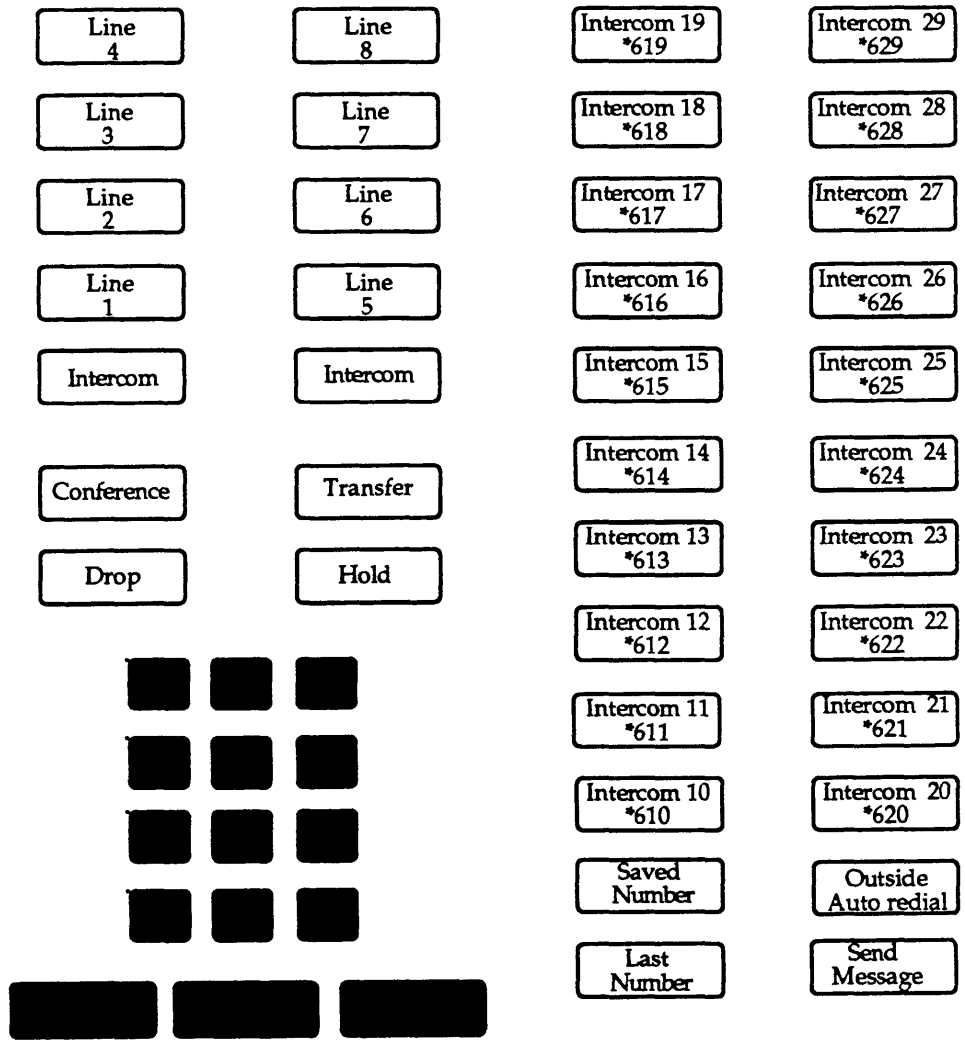 Line
4
Line
8
Intercom 19
*619
Intercom 29
*629
Line
3
Line
7
Intercom 18
*618
Intercom 28
*628
Line
2
Line
6
Intercom 17
*617
Intercom 27
*627
Line
1
Line
5
Intercom 16
*616
Intercom 26
*626
Intercom
Intercom
Intercom 15
*615
Intercom 25
*625
Intercom 14
*614
Intercom 24
*624
Conference
Transfer
Intercom 13
*613
Intercom 23
*623
Drop
Hold
Intercom 12
*612
Intercom 22
*622
Intercom 11
*611
Intercom 21
*621
Intercom 10
*610
Intercom 20
*620
Saved
Number
Outside
Auto redial
Last
Number
Send
Message